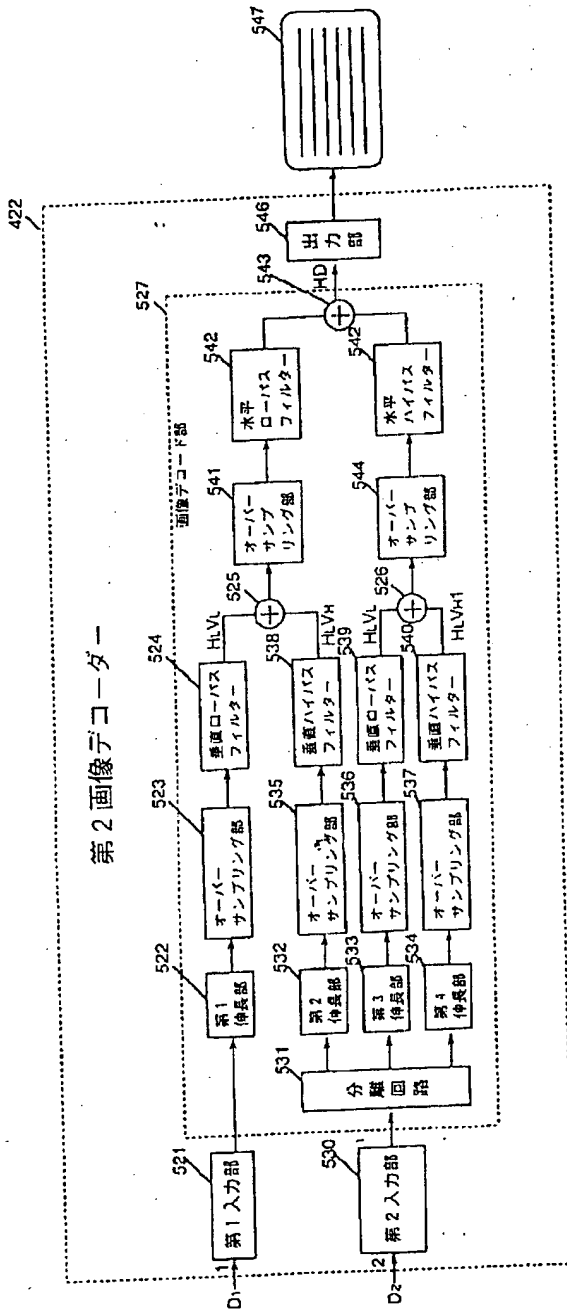 第2画像デコーダー
422
D1
1
521
第1入力部
D2
2
530
第2入力部
1
527
画像デコード部
522
第1
伸長部
523
オーバー
サンプリング部
524
垂直ローパス
フィルター
HLVL
525
+
531
分離回路
532
第2
伸長部
535
オーバー
サンプリング部
538
垂直ハイパス
フィルター
HLVH
533
第3
伸長部
536
オーバー
サンプリング部
539
垂直ローパス
フィルター
HLVL
526
+
534
第4
伸長部
537
オーバー
サンプリング部
540
垂直ハイパス
フィルター
HLVH1
541
オーバー
サンプ
リング部
542
水平
ローパス
フィルター
544
オーバー
サンプ
リング部
542
水平
ハイパス
フィルター
543
+
HD
546
出力部
547